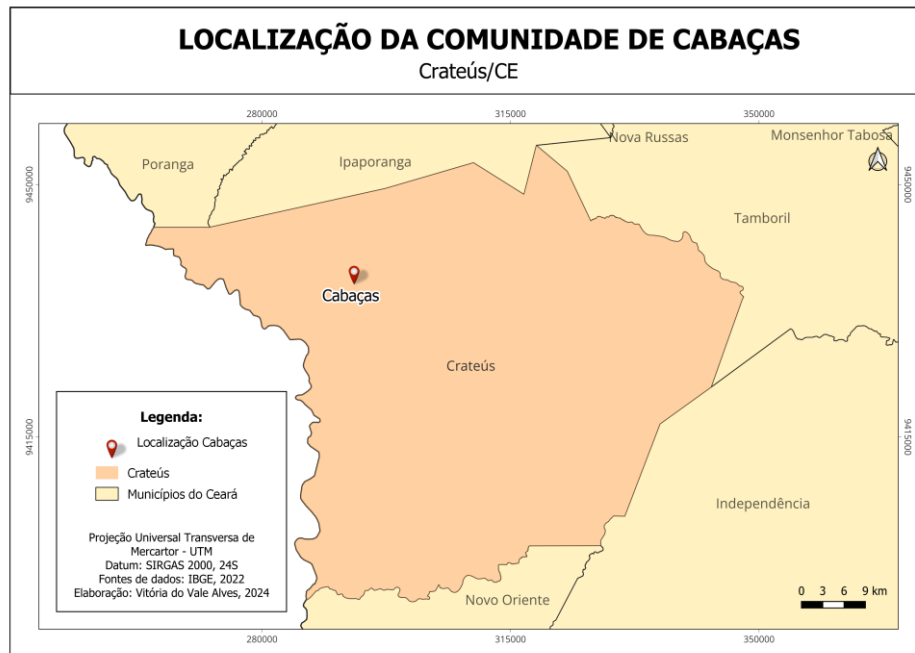 LOCALIZAÇÃO DA COMUNIDADE DE CABAÇAS
Crateús/CE
280000
315000
350000
Nova Russas
Monsenhor Tabosa
Poranga
Ipaporanga
9450000
9450000
Tamboril
Cabaças
Crateús
Legenda:
Localização Cabaças
Crateús
Municípios do Ceará
9415000
9415000
Independência
Projeção Universal Transversa de
Mercartor - UTM
Datum: SIRGAS 2000, 24S
Fontes de dados: IBGE, 2022
Elaboração: Vitória do Vale Alves, 2024
Novo Oriente
0 3 6 9 km
280000
315000
350000